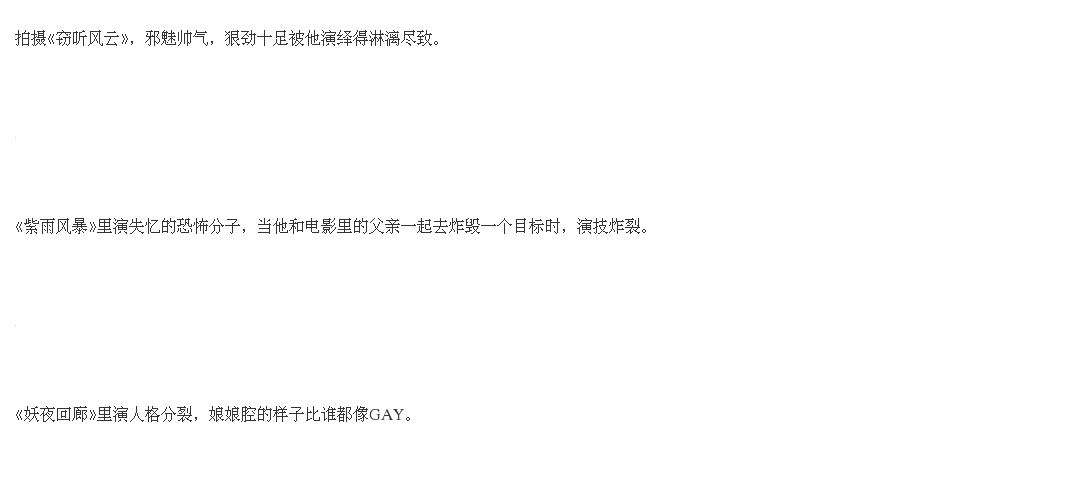 拍摄《窃听风云》，邪魅帅气，狠劲十足被他演绎得淋漓尽致。
《紫雨风暴》里演失忆的恐怖分子，当他和电影里的父亲一起去炸毁一个目标时，演技炸裂。
《妖夜回廊》里演人格分裂，娘娘腔的样子比谁都像GAY。